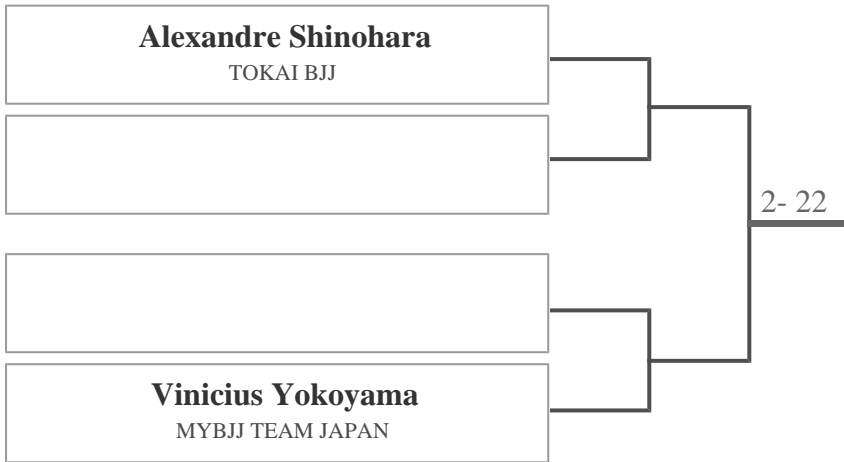 Alexandre Shinohara
TOKAI BJJ
2- 22
Vinicius Yokoyama
MYBJJ TEAM JAPAN